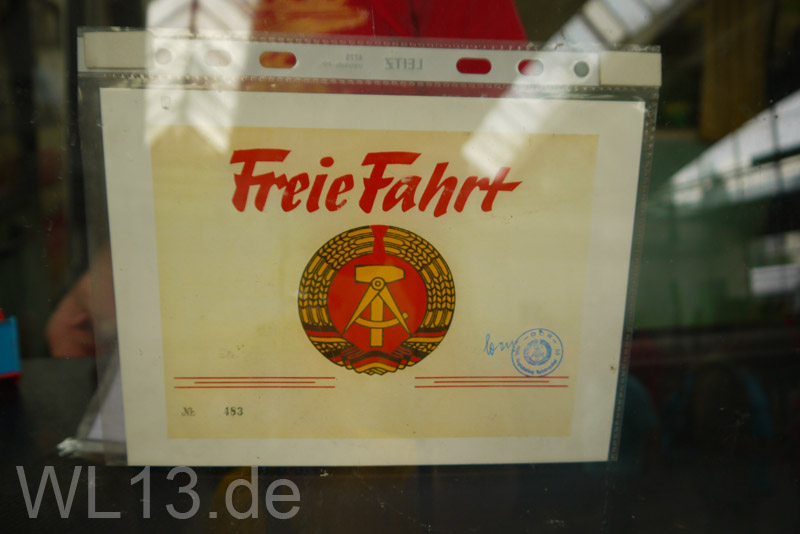 LEITZ
Freie Fahrt
№ 483
WL13.de